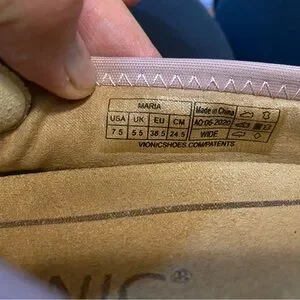 MARIA
USA UK EU CM
7.5 5.5 38.5 24.5
Made in China
AO:06-2020
WIDE
VIONICSHOES.COM/PATENTS
NIC®